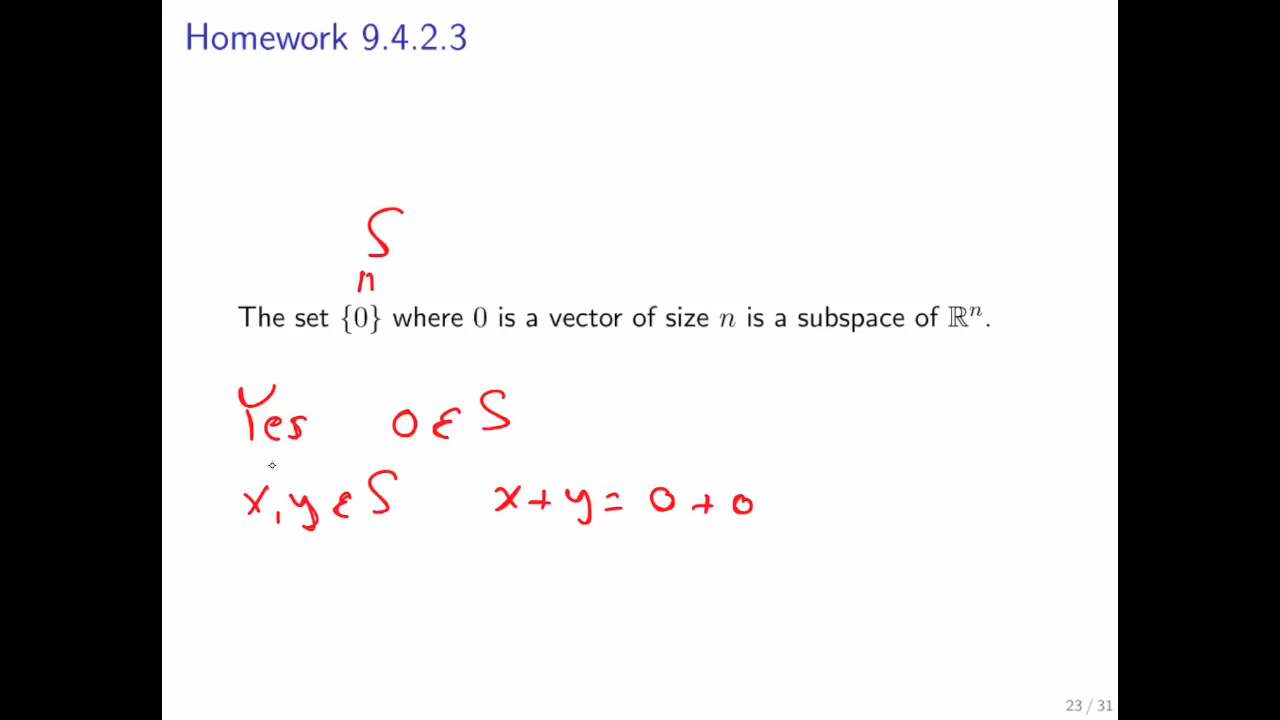 Homework 9.4.2.3
S
n
The set {0} where 0 is a vector of size n is a subspace of ℝⁿ.
Yes 0 ε S
x, y ε S x + y = 0 + 0
23 / 31